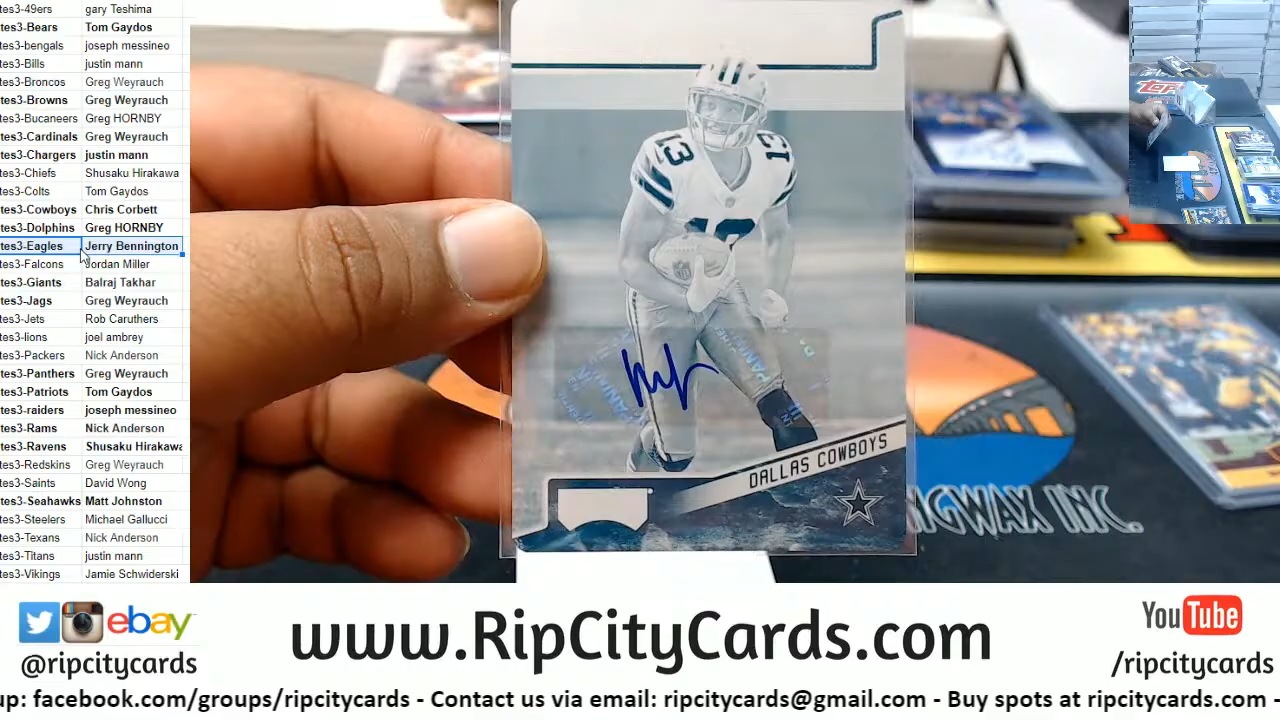 tes3-49ers gary Teshima
tes3-Bears Tom Gaydos
tes3-bengals joseph messineo
tes3-Bills justin mann
tes3-Broncos Greg Weyrauch
tes3-Browns Greg Weyrauch
tes3-Bucaneers Greg HORNBY
tes3-Cardinals Greg Weyrauch
tes3-Chargers justin mann
tes3-Chiefs Shusaku Hirakawa
tes3-Colts Tom Gaydos
tes3-Cowboys Chris Corbett
tes3-Dolphins Greg HORNBY
tes3-Eagles Jerry Bennington
tes3-Falcons Jordan Miller
tes3-Giants Balraj Takhar
tes3-Jags Greg Weyrauch
tes3-Jets Rob Caruthers
tes3-lions joel ambrey
tes3-Packers Nick Anderson
tes3-Panthers Greg Weyrauch
tes3-Patriots Tom Gaydos
tes3-raiders joseph messineo
tes3-Rams Nick Anderson
tes3-Ravens Shusaku Hirakawa
tes3-Redskins Greg Weyrauch
tes3-Saints David Wong
tes3-Seahawks Matt Johnston
tes3-Steelers Michael Gallucci
tes3-Texans Nick Anderson
tes3-Titans justin mann
tes3-Vikings Jamie Schwiderski
13 13
13
NFL
DALLAS COWBOYS
topps
NGWAX INC.
ebay
@ripcitycards
www.RipCityCards.com
YouTube
/ripcitycards
up: facebook.com/groups/ripcitycards - Contact us via email: ripcitycards@gmail.com - Buy spots at ripcitycards.com -